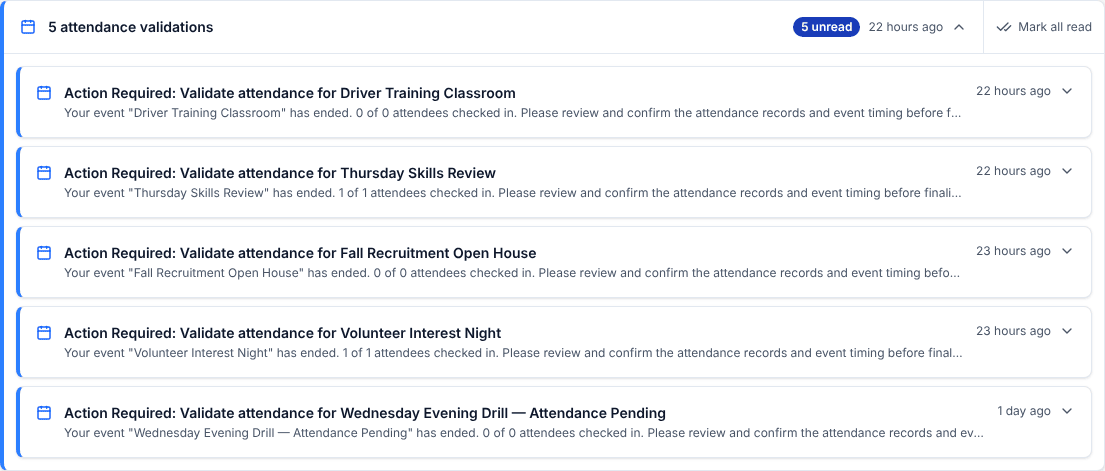 5 attendance validations
5 unread
22 hours ago
Mark all read
Action Required: Validate attendance for Driver Training Classroom
22 hours ago
Your event "Driver Training Classroom" has ended. 0 of 0 attendees checked in. Please review and confirm the attendance records and event timing before f...
Action Required: Validate attendance for Thursday Skills Review
22 hours ago
Your event "Thursday Skills Review" has ended. 1 of 1 attendees checked in. Please review and confirm the attendance records and event timing before finali...
Action Required: Validate attendance for Fall Recruitment Open House
23 hours ago
Your event "Fall Recruitment Open House" has ended. 0 of 0 attendees checked in. Please review and confirm the attendance records and event timing befo...
Action Required: Validate attendance for Volunteer Interest Night
23 hours ago
Your event "Volunteer Interest Night" has ended. 1 of 1 attendees checked in. Please review and confirm the attendance records and event timing before final...
Action Required: Validate attendance for Wednesday Evening Drill — Attendance Pending
1 day ago
Your event "Wednesday Evening Drill — Attendance Pending" has ended. 0 of 0 attendees checked in. Please review and confirm the attendance records and ev...